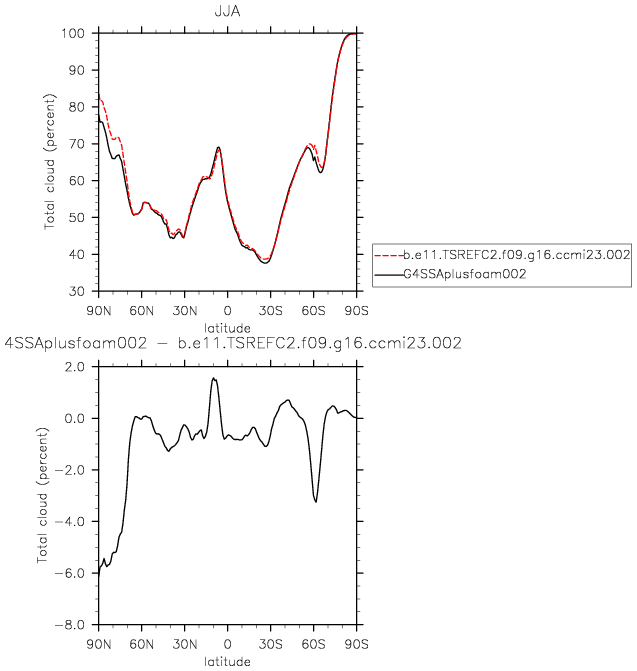 JJA
Total cloud (percent)
100
90
80
70
60
50
40
30
90N 60N 30N 0 30S 60S 90S
latitude
b.e11.TSREFC2.f09.g16.ccmi23.002
G4SSAplusfoam002
4SSAplusfoam002 − b.e11.TSREFC2.f09.g16.ccmi23.002
Total cloud (percent)
2.0
0.0
−2.0
−4.0
−6.0
−8.0
90N 60N 30N 0 30S 60S 90S
latitude